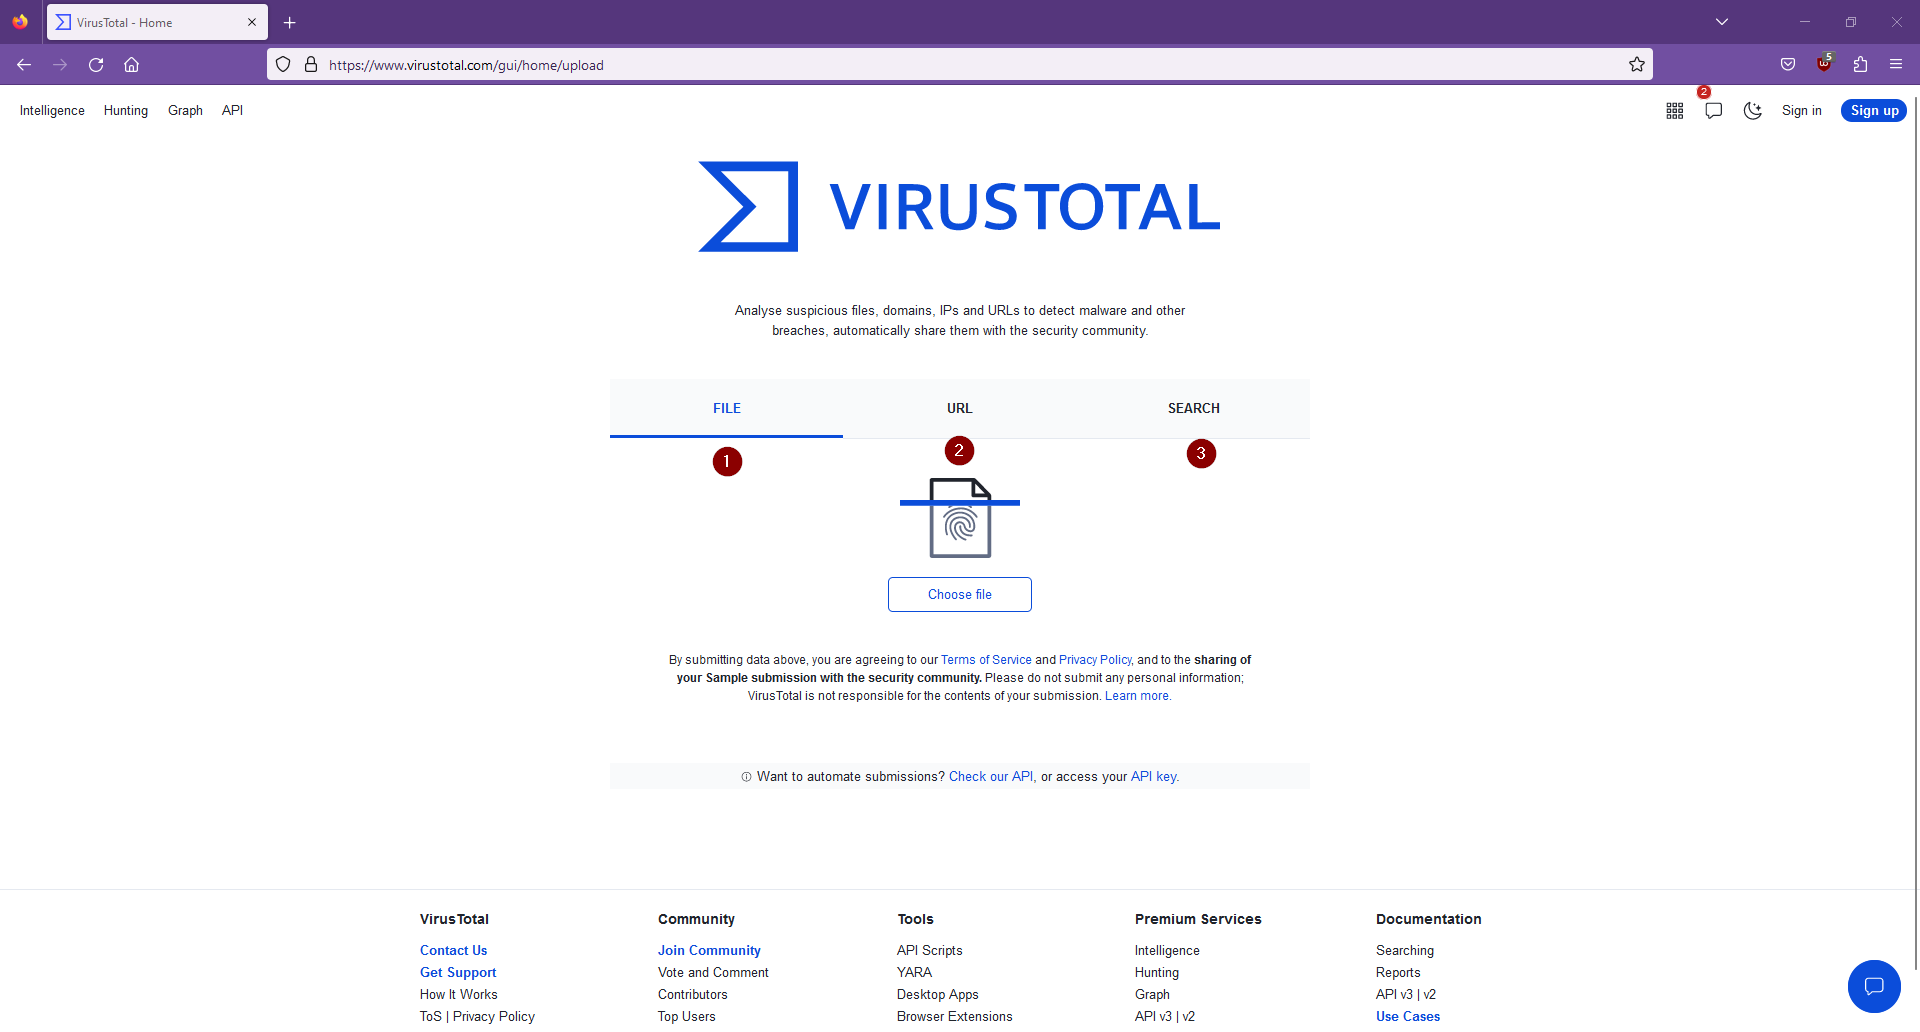 VirusTotal - Home
5
https://www.virustotal.com/gui/home/upload
2
Intelligence Hunting Graph API Sign in Sign up
VIRUSTOTAL
Analyse suspicious files, domains, IPs and URLs to detect malware and other
breaches, automatically share them with the security community.
FILE URL SEARCH
1 2 3
Choose file
By submitting data above, you are agreeing to our Terms of Service and Privacy Policy, and to the sharing of
your Sample submission with the security community. Please do not submit any personal information;
VirusTotal is not responsible for the contents of your submission. Learn more.
Want to automate submissions? Check our API, or access your API key.
VirusTotal Community Tools Premium Services Documentation
Contact Us Join Community API Scripts Intelligence Searching
Get Support Vote and Comment YARA Hunting Reports
How It Works Contributors Desktop Apps Graph API v3 | v2
ToS | Privacy Policy Top Users Browser Extensions API v3 | v2 Use Cases